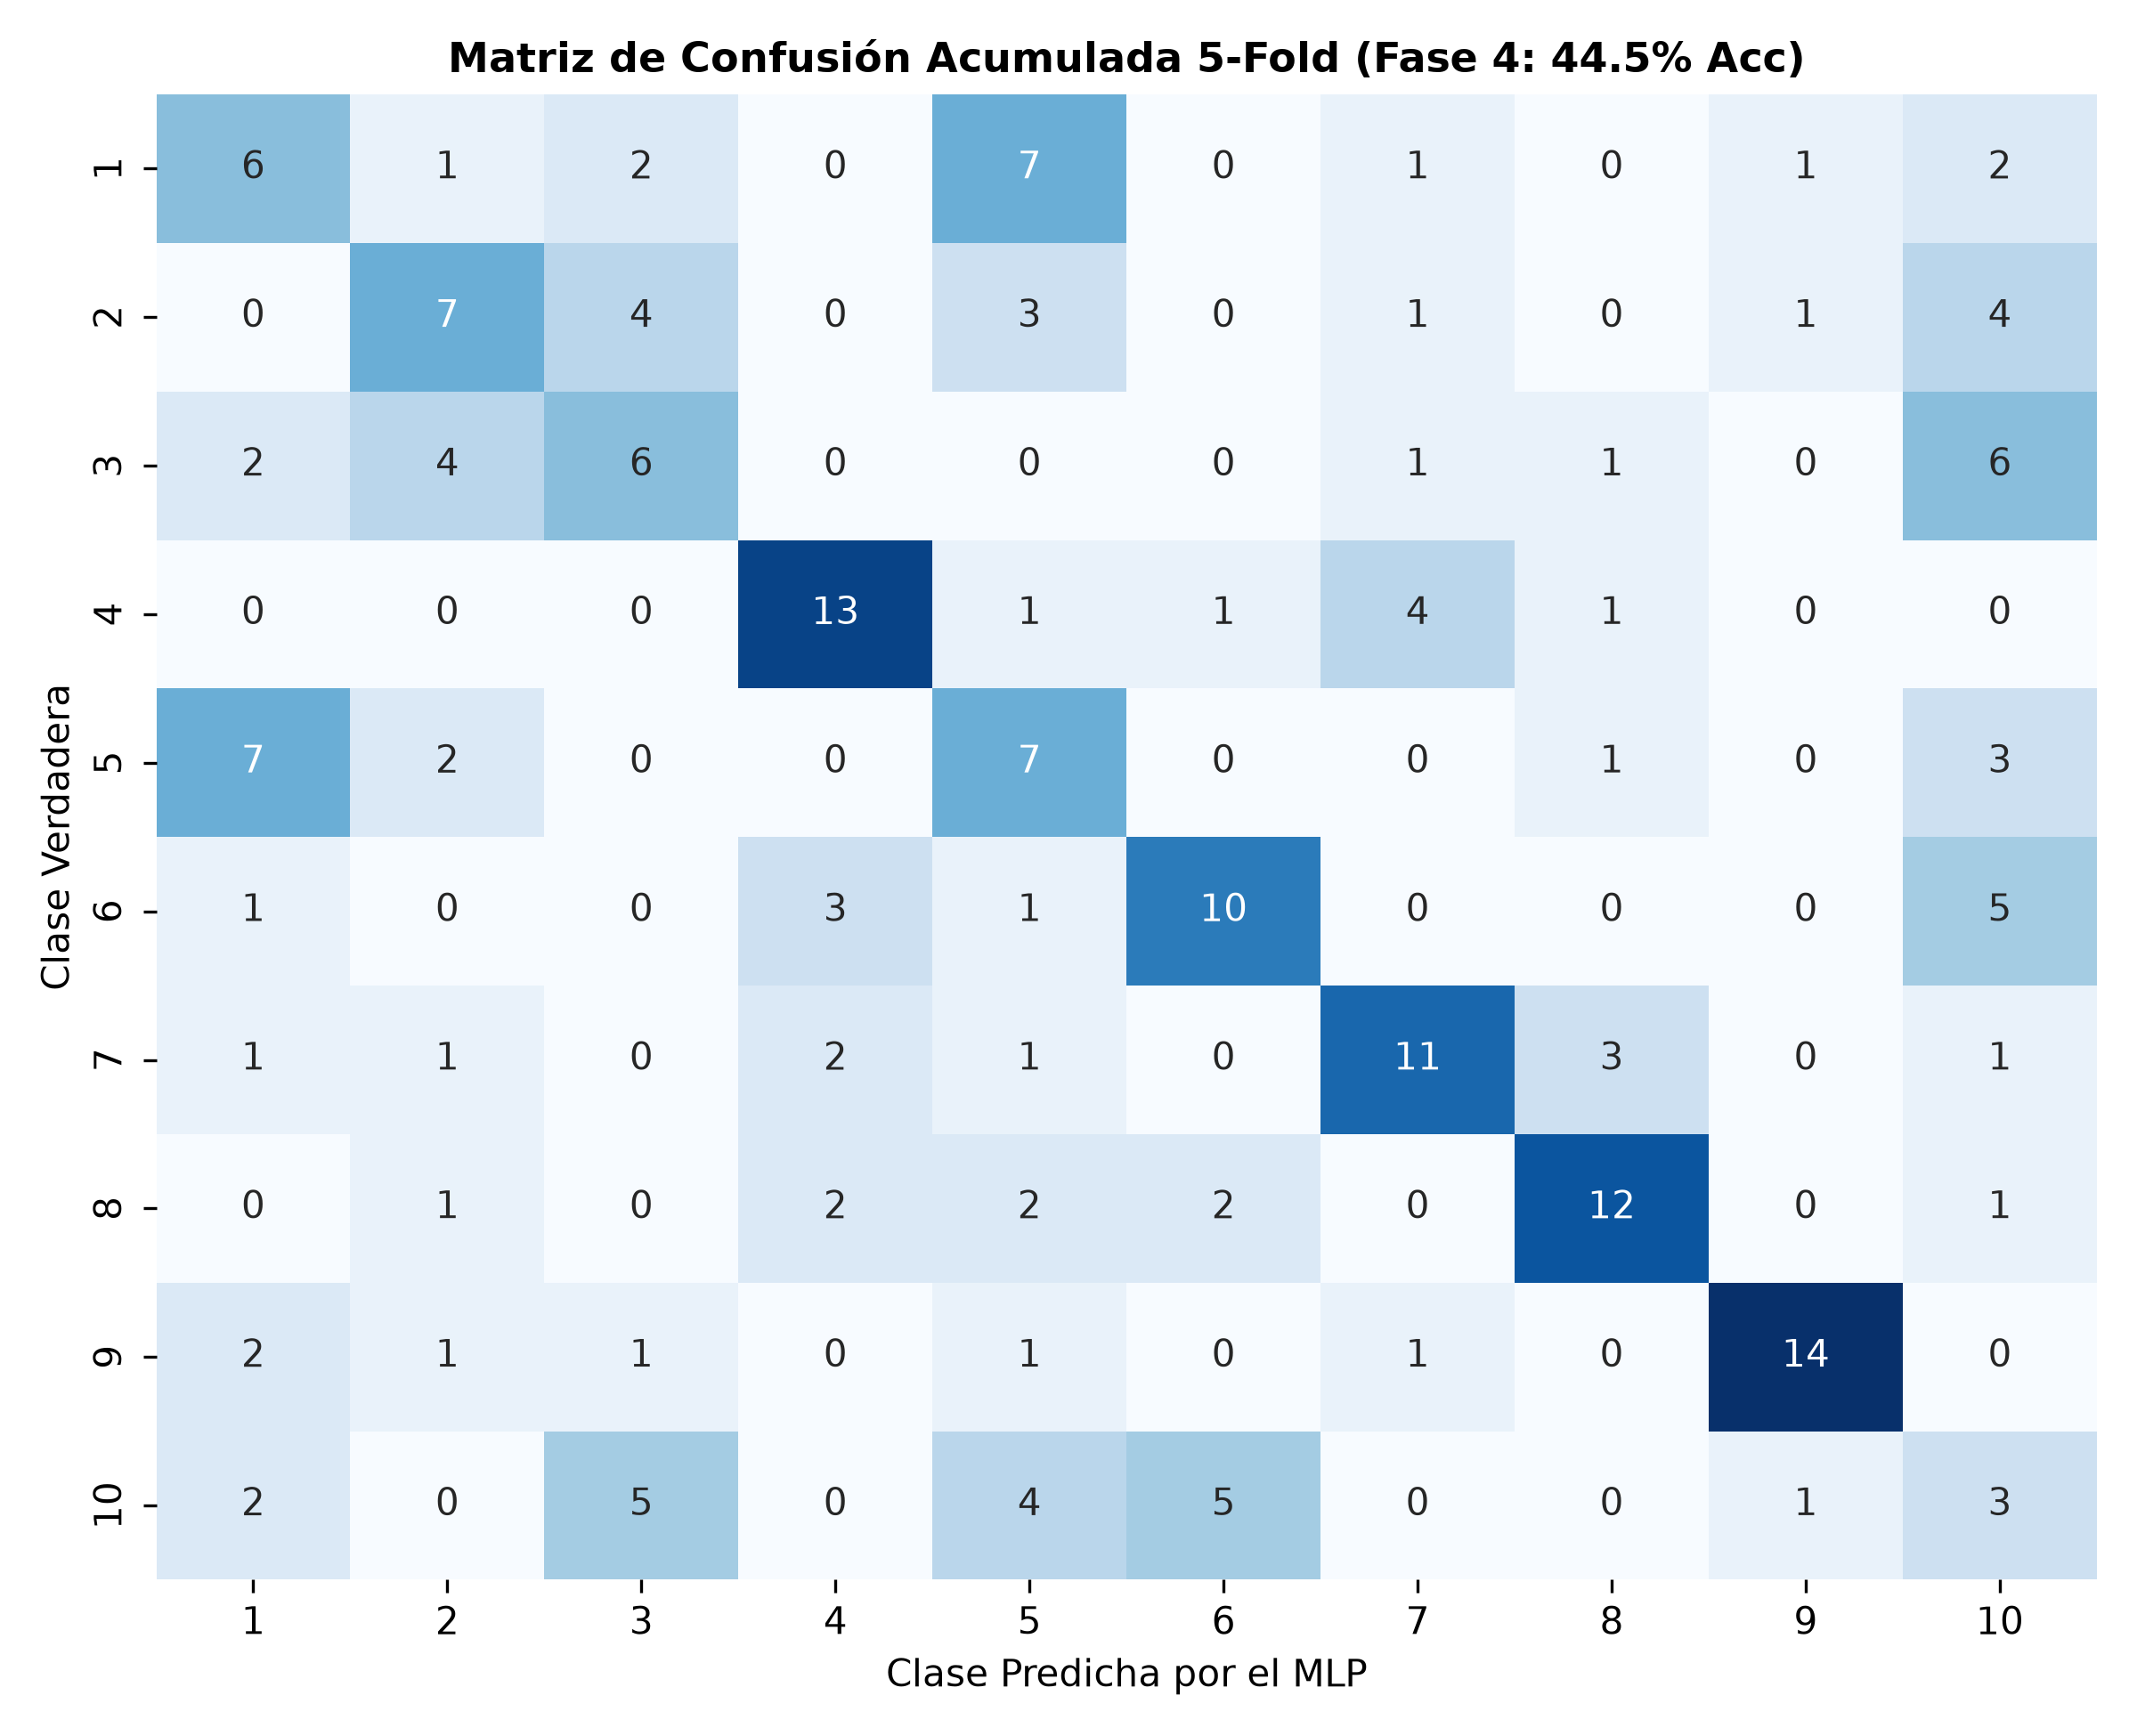 Matriz de Confusión Acumulada 5-Fold (Fase 4: 44.5% Acc)
1 6 1 2 0 7 0 1 0 1 2
2 0 7 4 0 3 0 1 0 1 4
3 2 4 6 0 0 0 1 1 0 6
4 0 0 0 13 1 1 4 1 0 0
5 7 2 0 0 7 0 0 1 0 3
6 1 0 0 3 1 10 0 0 0 5
7 1 1 0 2 1 0 11 3 0 1
8 0 1 0 2 2 2 0 12 0 1
9 2 1 1 0 1 0 1 0 14 0
10 2 0 5 0 4 5 0 0 1 3
1 2 3 4 5 6 7 8 9 10
Clase Verdadera
Clase Predicha por el MLP